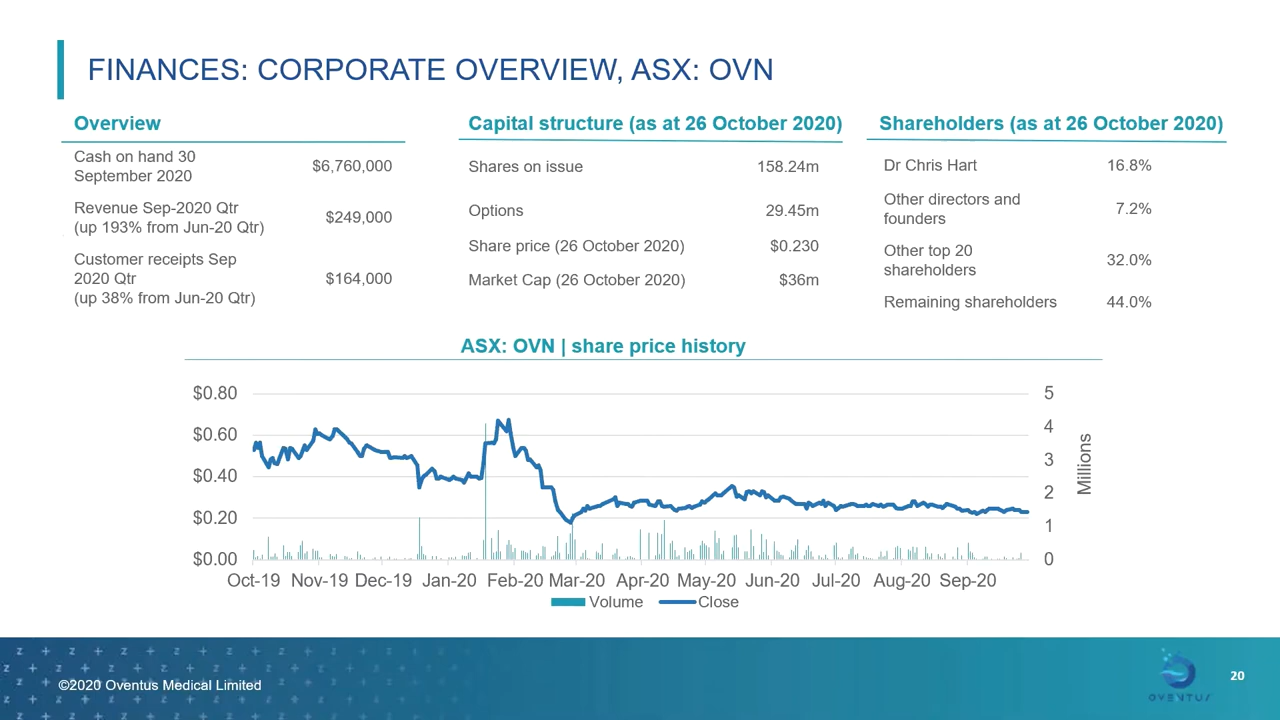 FINANCES: CORPORATE OVERVIEW, ASX: OVN
Overview
Cash on hand 30
September 2020
$6,760,000
Revenue Sep-2020 Qtr
(up 193% from Jun-20 Qtr)
$249,000
Customer receipts Sep
2020 Qtr
(up 38% from Jun-20 Qtr)
$164,000
Capital structure (as at 26 October 2020)
Shares on issue 158.24m
Options 29.45m
Share price (26 October 2020) $0.230
Market Cap (26 October 2020) $36m
Shareholders (as at 26 October 2020)
Dr Chris Hart 16.8%
Other directors and
founders
7.2%
Other top 20
shareholders
32.0%
Remaining shareholders 44.0%
ASX: OVN | share price history
$0.80
$0.60
$0.40
$0.20
$0.00
5
4
3
2
1
0
Millions
Oct-19 Nov-19 Dec-19 Jan-20 Feb-20 Mar-20 Apr-20 May-20 Jun-20 Jul-20 Aug-20 Sep-20
Volume Close
©2020 Oventus Medical Limited
OVENTUS
20